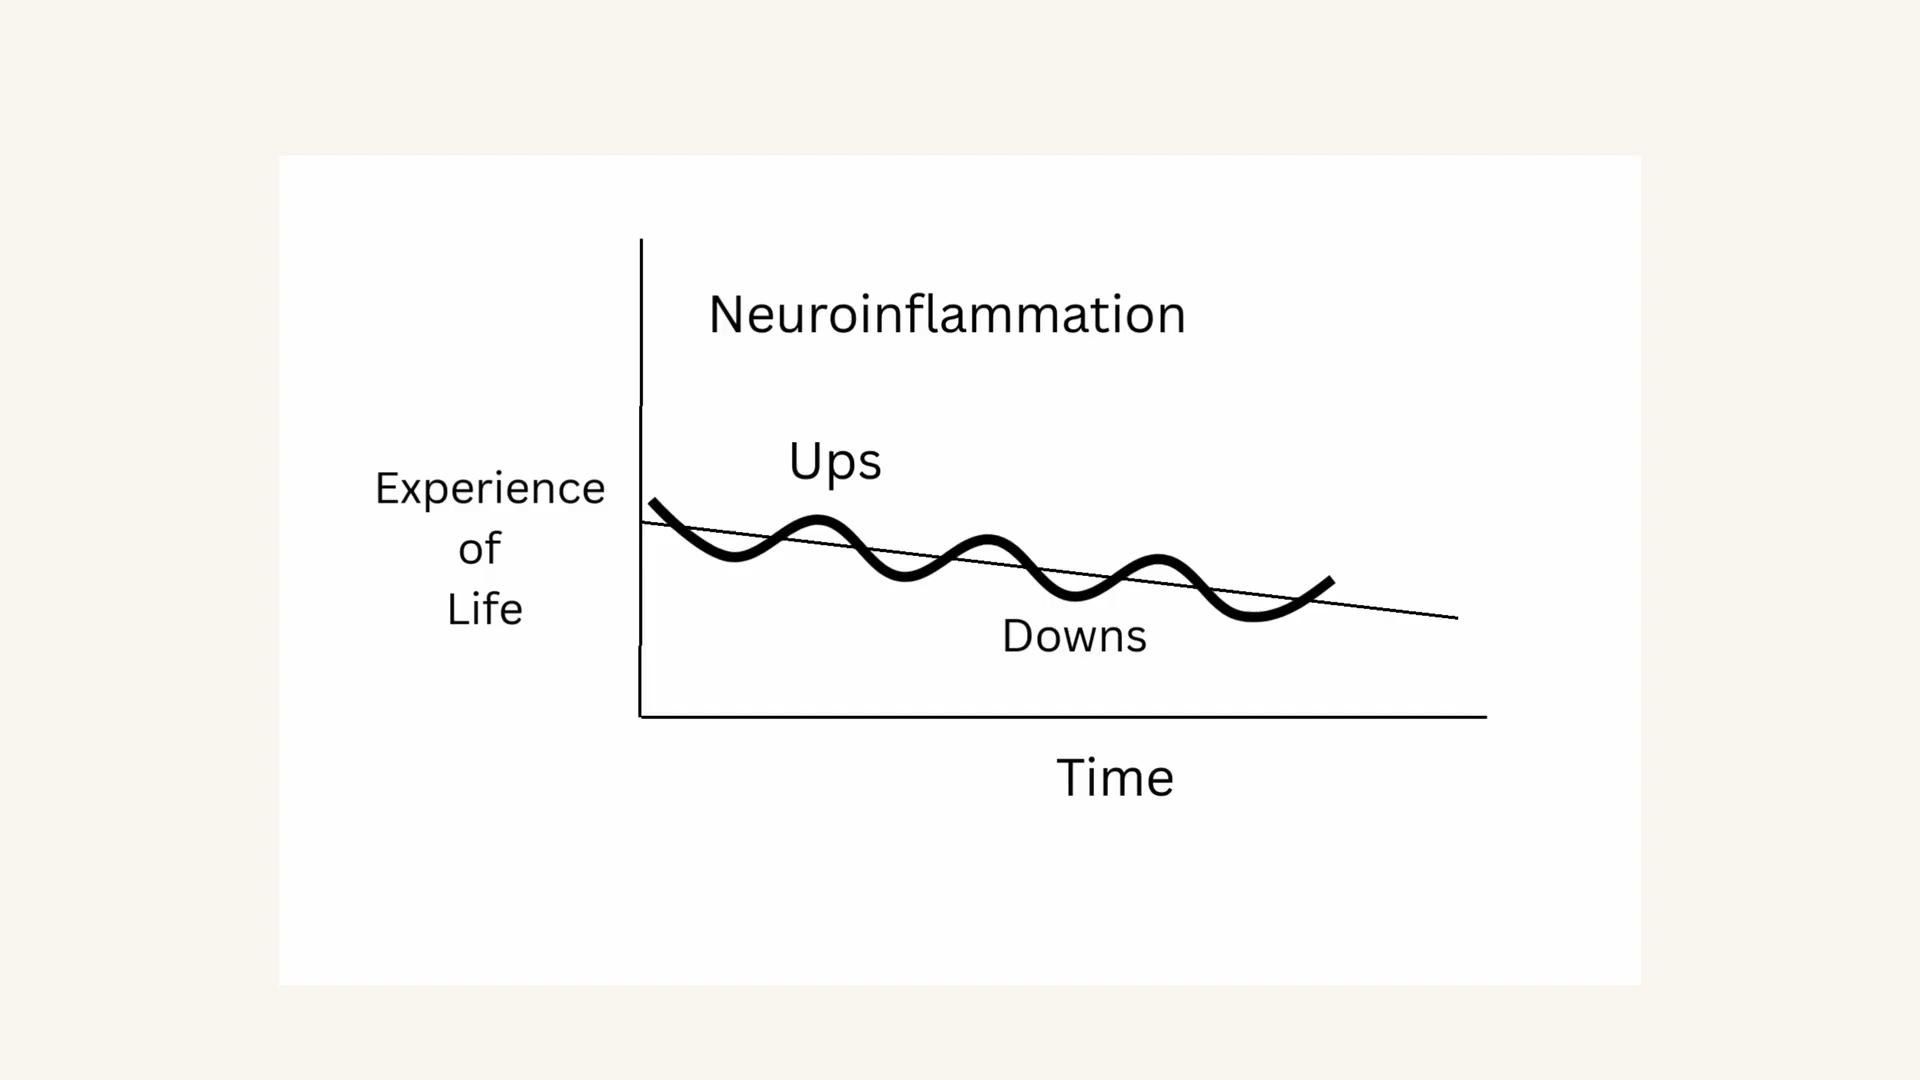 Neuroinflammation
Ups
Experience
of
Life
Downs
Time